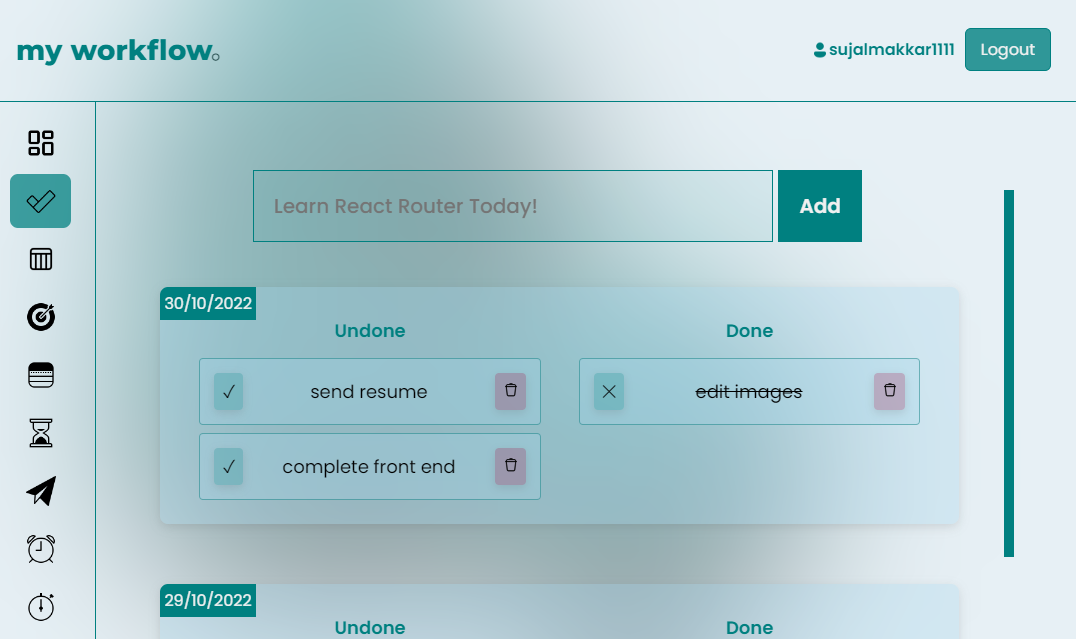 my workflow.
sujalmakkar1111
Logout
Learn React Router Today!
Add
30/10/2022
Undone
Done
send resume
edit images
complete front end
29/10/2022
Undone
Done